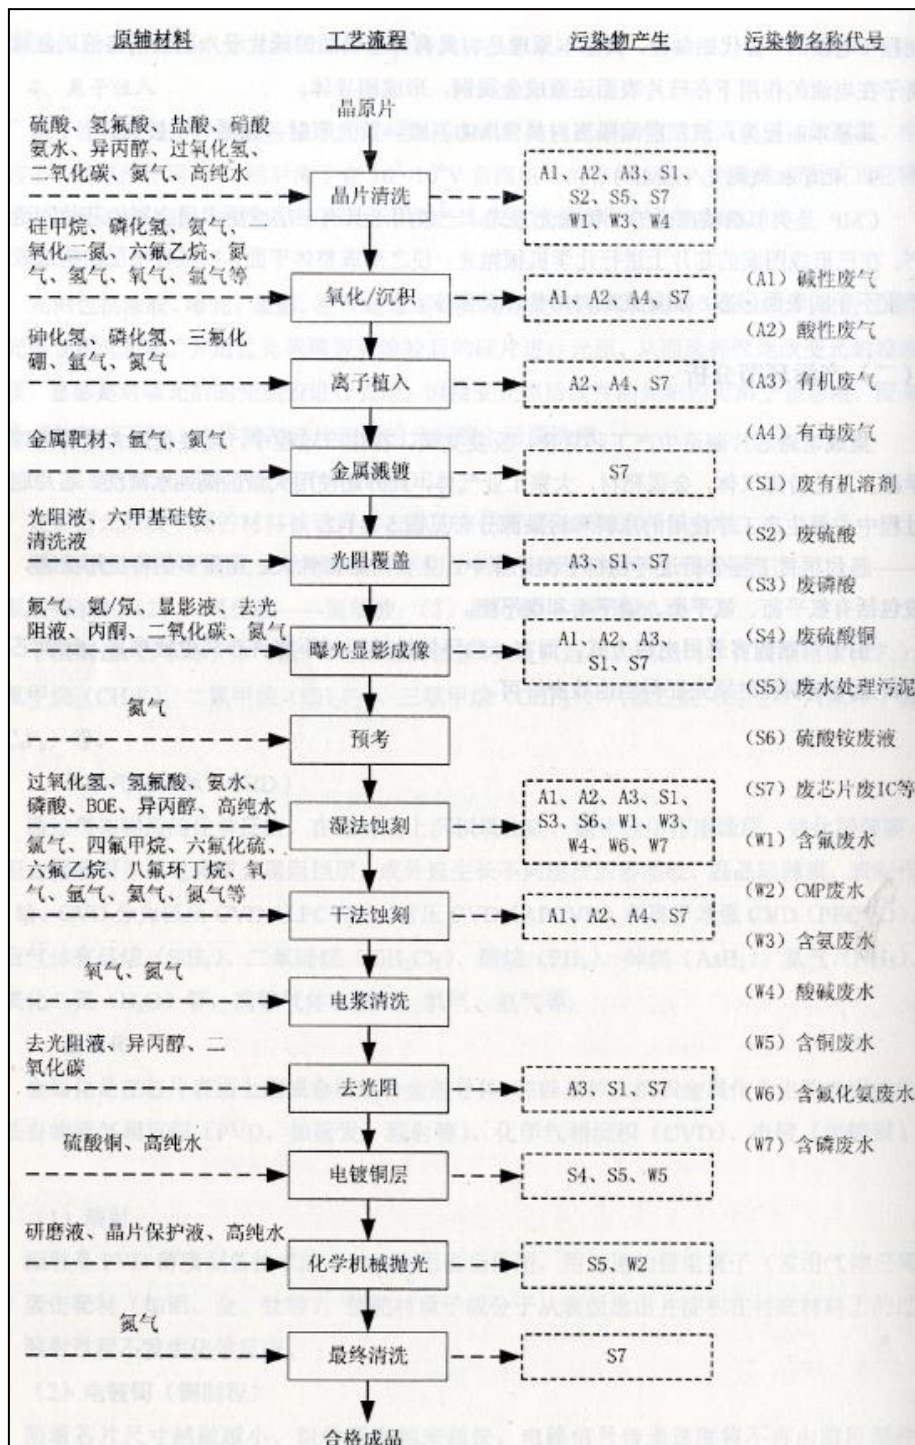 原辅材料 工艺流程 污染物产生 污染物名称代号
晶原片
硫酸、氢氟酸、盐酸、硝酸
氨水、异丙醇、过氧化氢、
二氧化碳、氮气、高纯水
晶片清洗
A1、A2、A3、S1、
S2、S5、S7
W1、W3、W4
硅甲烷、磷化氢、氨气、一
氧化二氮、六氟乙烷、氮
气、氢气、氧气、氩气等
氧化/沉积
A1、A2、A4、S7
砷化氢、磷化氢、三氟化
硼、氩气、氮气
离子植入
A2、A4、S7
金属靶材、氩气、氮气
金属溅镀
S7
光阻液、六甲基硅铵、
清洗液
光阻覆盖
A3、S1、S7
氟气、氪/氖、显影液、去光
阻液、丙酮、二氧化碳、氮气
曝光显影成像
A1、A2、A3、
S1、S7
氮气
预考
过氧化氢、氢氟酸、氨水、
磷酸、BOE、异丙醇、高纯水
湿法蚀刻
A1、A2、A3、S1、
S3、S6、W1、W3、
W4、W6、W7
氯气、四氟甲烷、六氟化硫、
六氟乙烷、八氟环丁烷、氧
气、氩气、氦气、氮气等
干法蚀刻
A1、A2、A4、S7
氧气、氮气
电浆清洗
去光阻液、异丙醇、二
氧化碳
去光阻
A3、S1、S7
硫酸铜、高纯水
电镀铜层
S4、S5、W5
研磨液、晶片保护液、高纯水
化学机械抛光
S5、W2
氮气
最终清洗
S7
合格成品
(A1) 碱性废气
(A2) 酸性废气
(A3) 有机废气
(A4) 有毒废气
(S1) 废有机溶剂
(S2) 废硫酸
(S3) 废磷酸
(S4) 废硫酸铜
(S5) 废水处理污泥
(S6) 硫酸铵废液
(S7) 废芯片废IC等
(W1) 含氟废水
(W2) CMP废水
(W3) 含氨废水
(W4) 酸碱废水
(W5) 含铜废水
(W6) 含氟化氨废水
(W7) 含磷废水